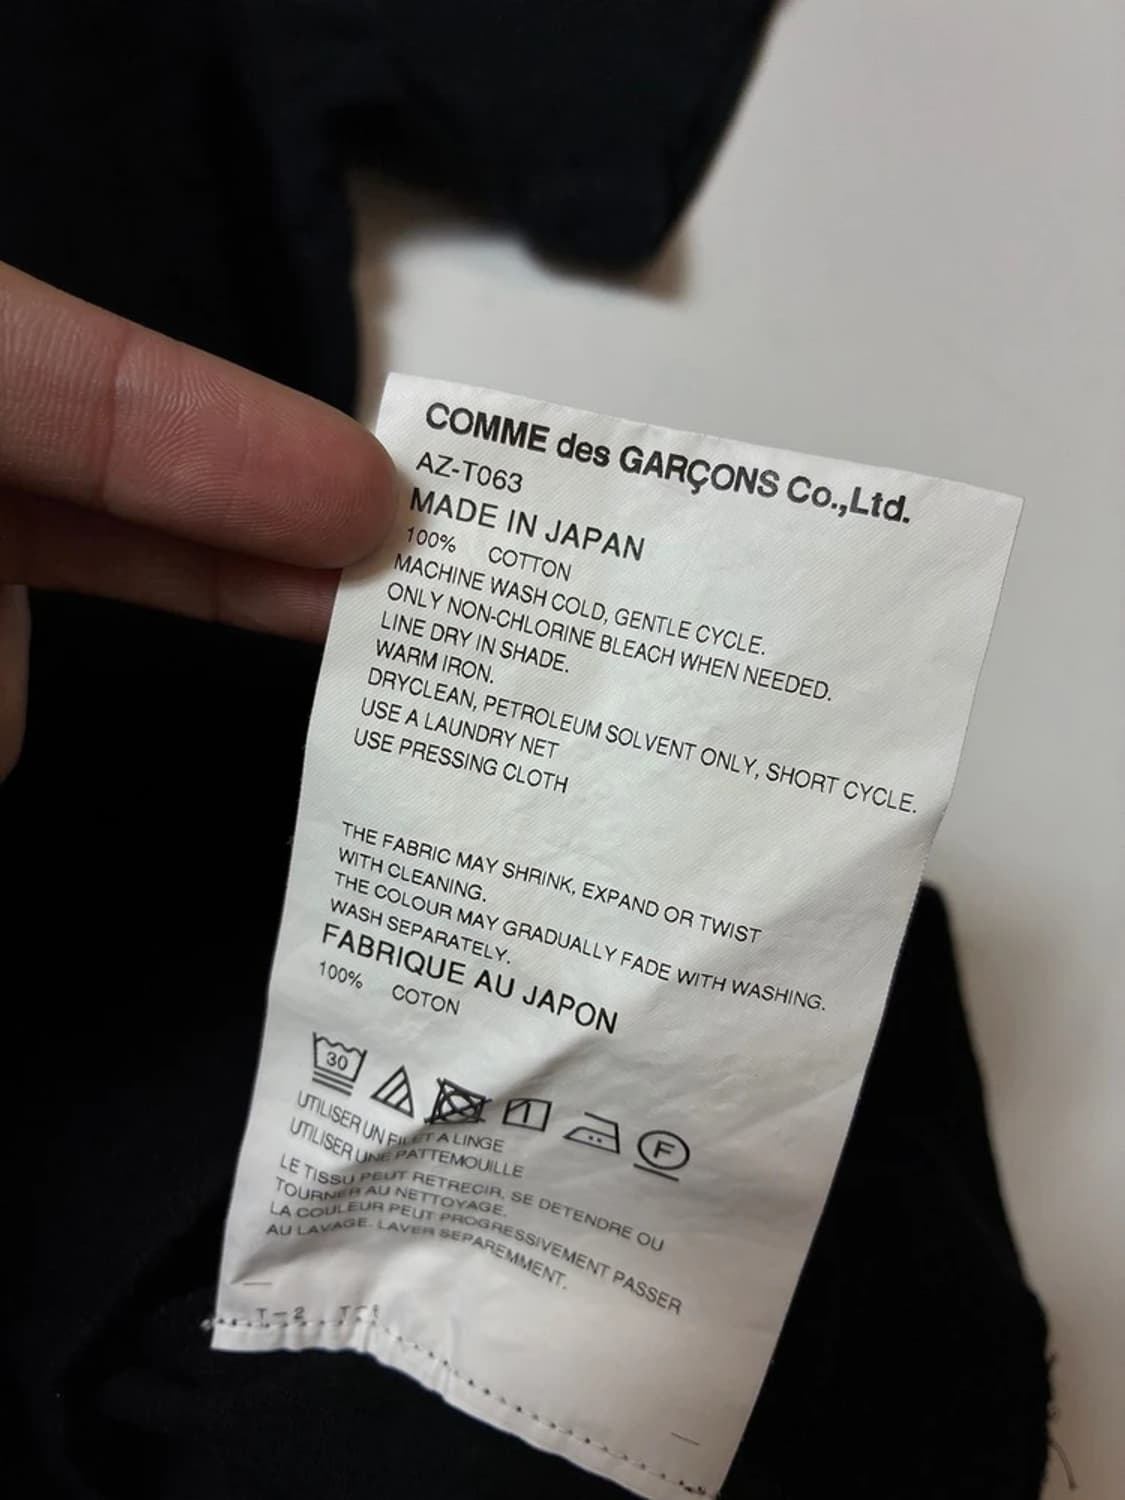 COMME des GARÇONS Co.,Ltd.
AZ-T063
MADE IN JAPAN
100% COTTON
MACHINE WASH COLD, GENTLE CYCLE.
ONLY NON-CHLORINE BLEACH WHEN NEEDED.
LINE DRY IN SHADE.
WARM IRON.
DRYCLEAN, PETROLEUM SOLVENT ONLY, SHORT CYCLE.
USE A LAUNDRY NET
USE PRESSING CLOTH
THE FABRIC MAY SHRINK, EXPAND OR TWIST
WITH CLEANING.
THE COLOUR MAY GRADUALLY FADE WITH WASHING.
WASH SEPARATELY.
FABRIQUE AU JAPON
100% COTON
30 F
UTILISER UN FILET A LINGE
UTILISER UNE PATTEMOUILLE
LE TISSU PEUT RETRECIR, SE DETENDRE OU
TOURNER AU NETTOYAGE.
LA COULEUR PEUT PROGRESSIVEMENT PASSER
AU LAVAGE. LAVER SEPAREMMENT.
T-2